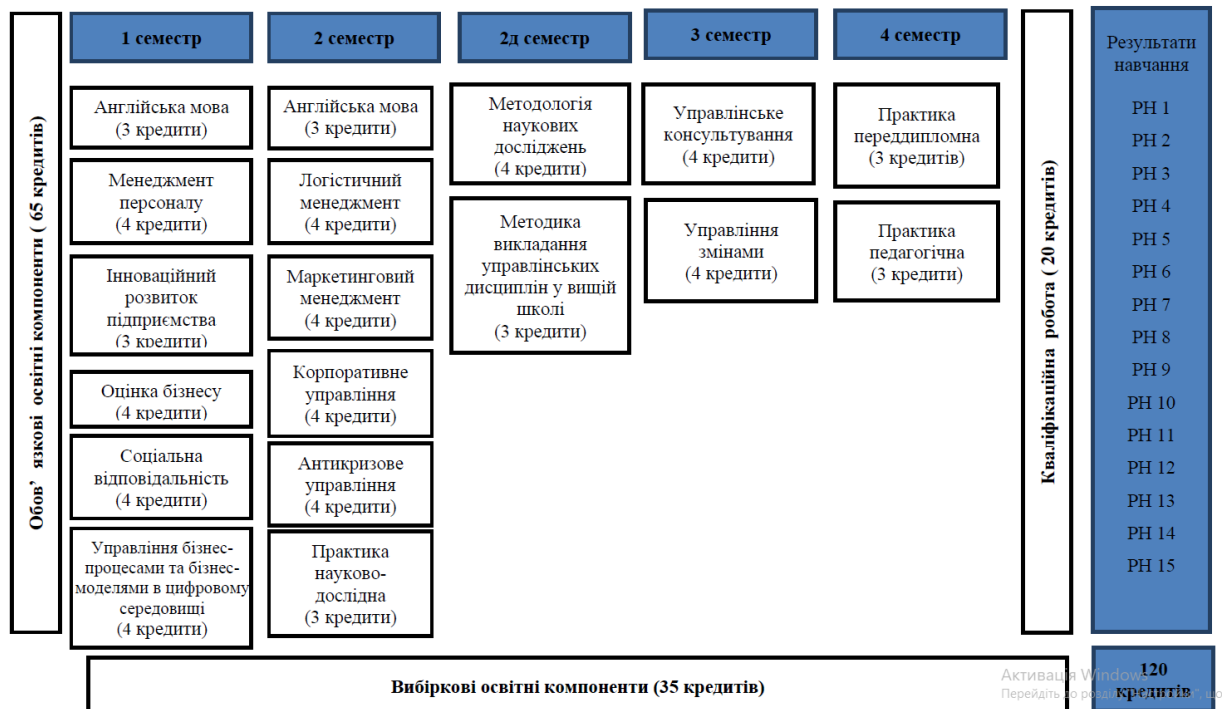 Обов’ язкові освітні компоненти ( 65 кредитів)
1 семестр
Англійська мова
(3 кредити)
Менеджмент
персоналу
(4 кредити)
Інноваційний
розвиток
підприємства
(3 кредити)
Оцінка бізнесу
(4 кредити)
Соціальна
відповідальність
(4 кредити)
Управління бізнес-
процесами та бізнес-
моделями в цифровому
середовищі
(4 кредити)
2 семестр
Англійська мова
(3 кредити)
Логістичний
менеджмент
(4 кредити)
Маркетинговий
менеджмент
(4 кредити)
Корпоративне
управління
(4 кредити)
Антикризове
управління
(4 кредити)
Практика
науково-
дослідна
(3 кредити)
2д семестр
Методологія
наукових
досліджень
(4 кредити)
Методика
викладання
управлінських
дисциплін у вищій
школі
(3 кредити)
3 семестр
Управлінське
консультування
(4 кредити)
Управління
змінами
(4 кредити)
4 семестр
Практика
переддипломна
(3 кредитів)
Практика
педагогічна
(3 кредити)
Кваліфікаційна робота ( 20 кредитів)
Результати
навчання
РН 1
РН 2
РН 3
РН 4
РН 5
РН 6
РН 7
РН 8
РН 9
РН 10
РН 11
РН 12
РН 13
РН 14
РН 15
Вибіркові освітні компоненти (35 кредитів)
120
кредитів
Активація Windows
Перейдіть до розділу